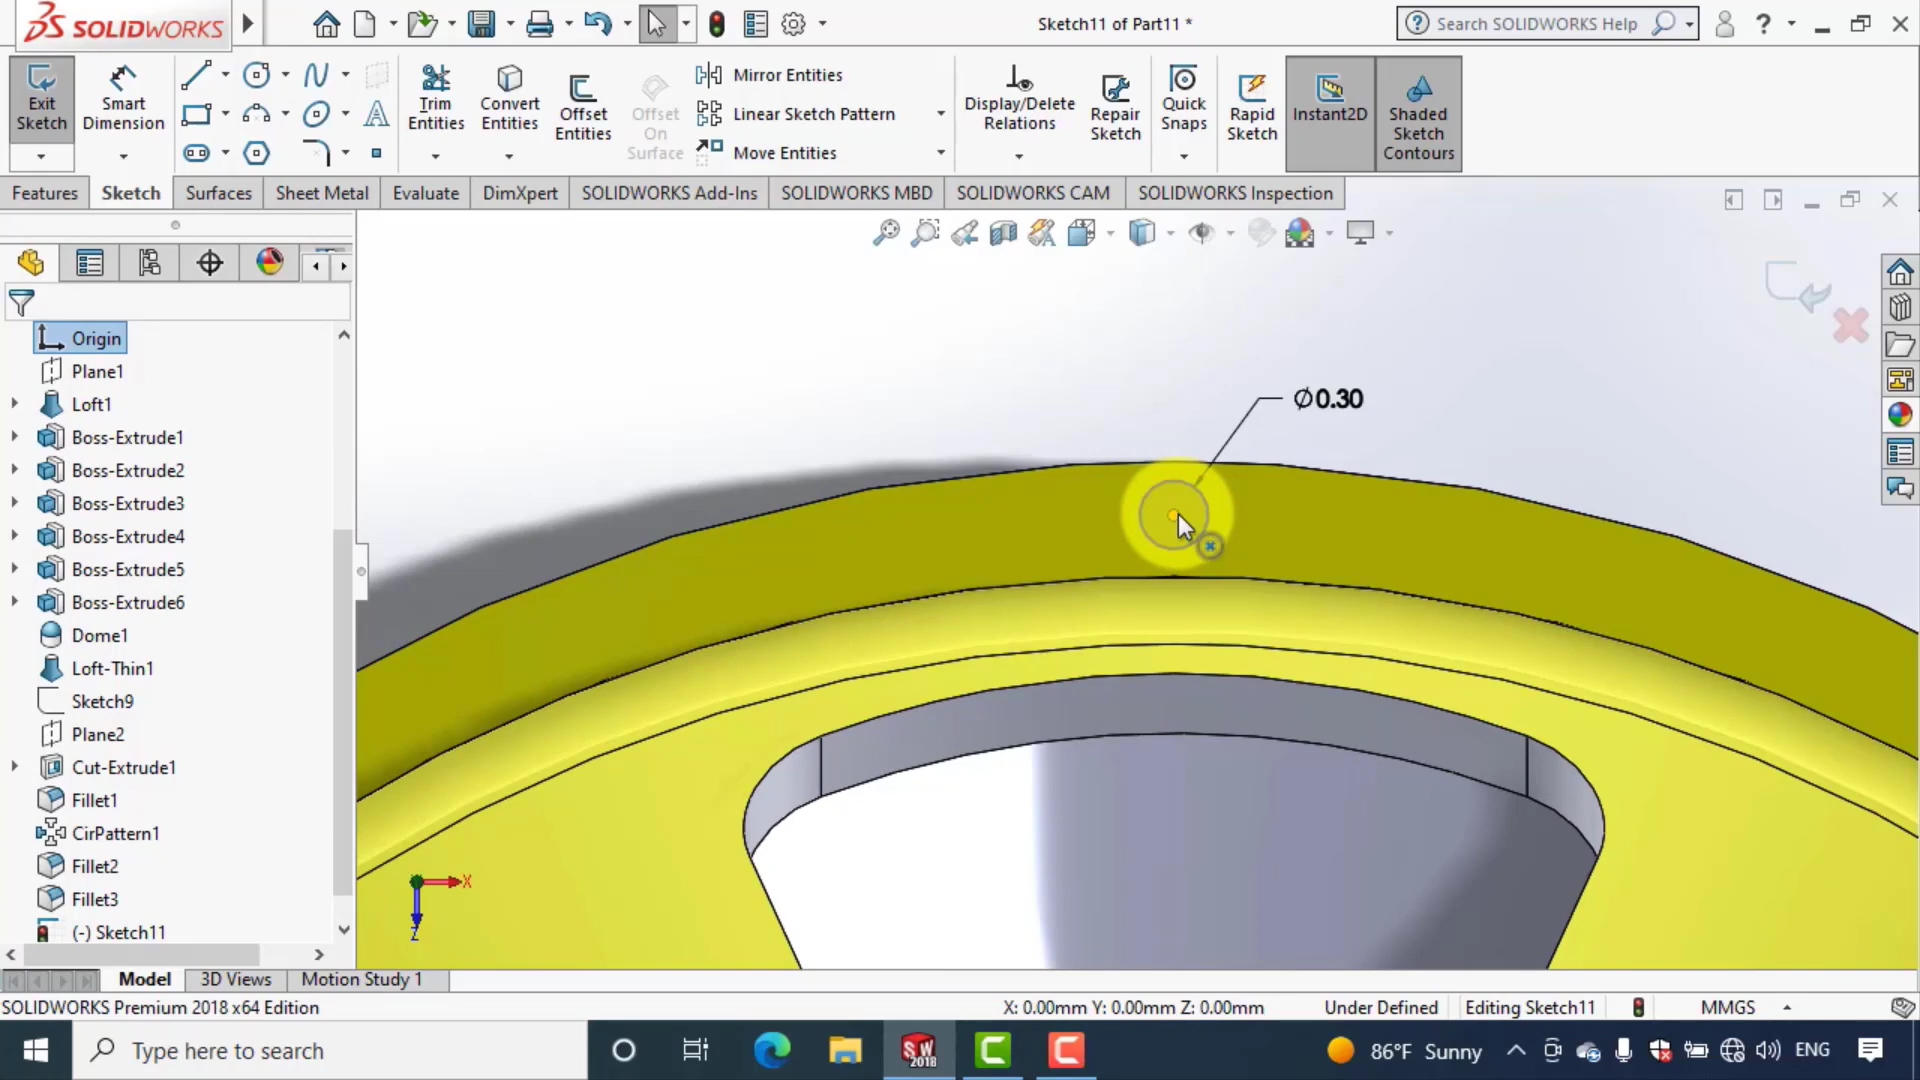 SOLIDWORKS
Sketch11 of Part11 *
Search SOLIDWORKS Help
Exit Sketch
Smart Dimension
Trim Entities
Convert Entities
Offset Entities
Offset On Surface
Mirror Entities
Linear Sketch Pattern
Move Entities
Display/Delete Relations
Repair Sketch
Quick Snaps
Rapid Sketch
Instant2D
Shaded Sketch Contours
Features
Sketch
Surfaces
Sheet Metal
Evaluate
DimXpert
SOLIDWORKS Add-Ins
SOLIDWORKS MBD
SOLIDWORKS CAM
SOLIDWORKS Inspection
Origin
Plane1
Loft1
Boss-Extrude1
Boss-Extrude2
Boss-Extrude3
Boss-Extrude4
Boss-Extrude5
Boss-Extrude6
Dome1
Loft-Thin1
Sketch9
Plane2
Cut-Extrude1
Fillet1
CirPattern1
Fillet2
Fillet3
(-) Sketch11
∅0.30
X
Z
Model
3D Views
Motion Study 1
SOLIDWORKS Premium 2018 x64 Edition
X: 0.00mm Y: 0.00mm Z: 0.00mm
Under Defined
Editing Sketch11
MMGS
Type here to search
SW 2018
86°F Sunny
ENG